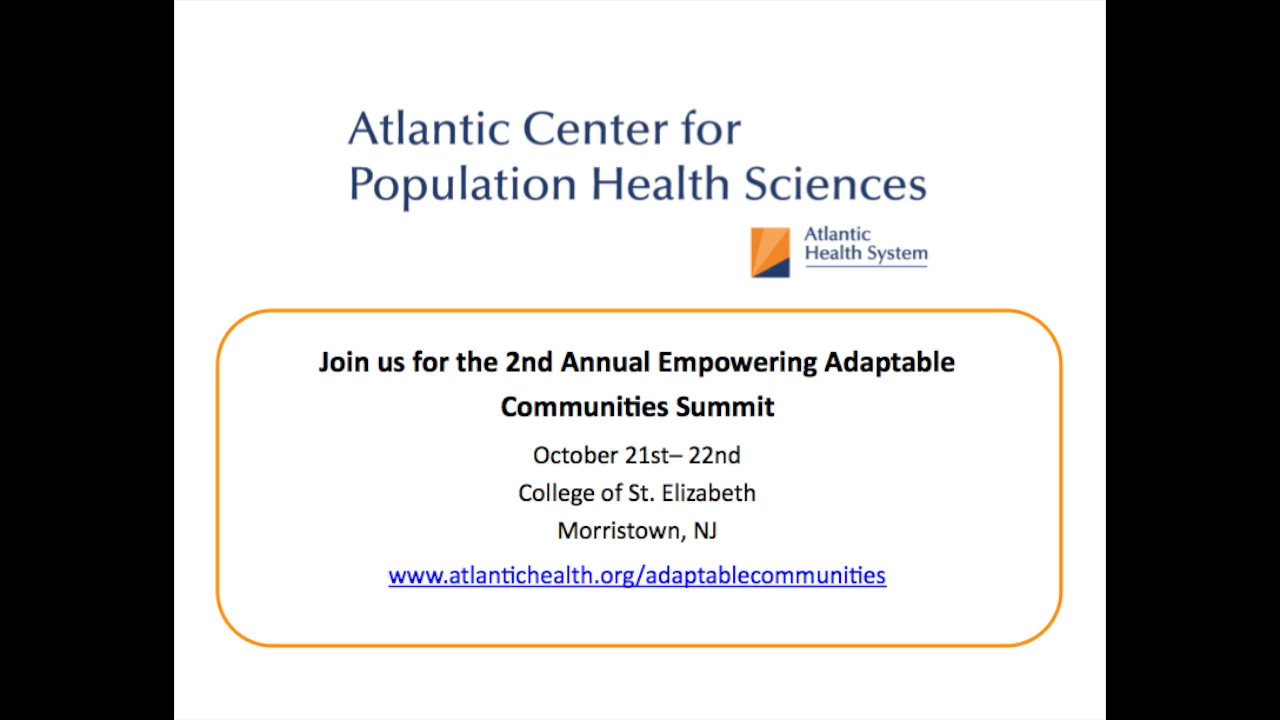 Atlantic Center for
Population Health Sciences
Atlantic
Health System
Join us for the 2nd Annual Empowering Adaptable
Communities Summit
October 21st– 22nd
College of St. Elizabeth
Morristown, NJ
www.atlantichealth.org/adaptablecommunities